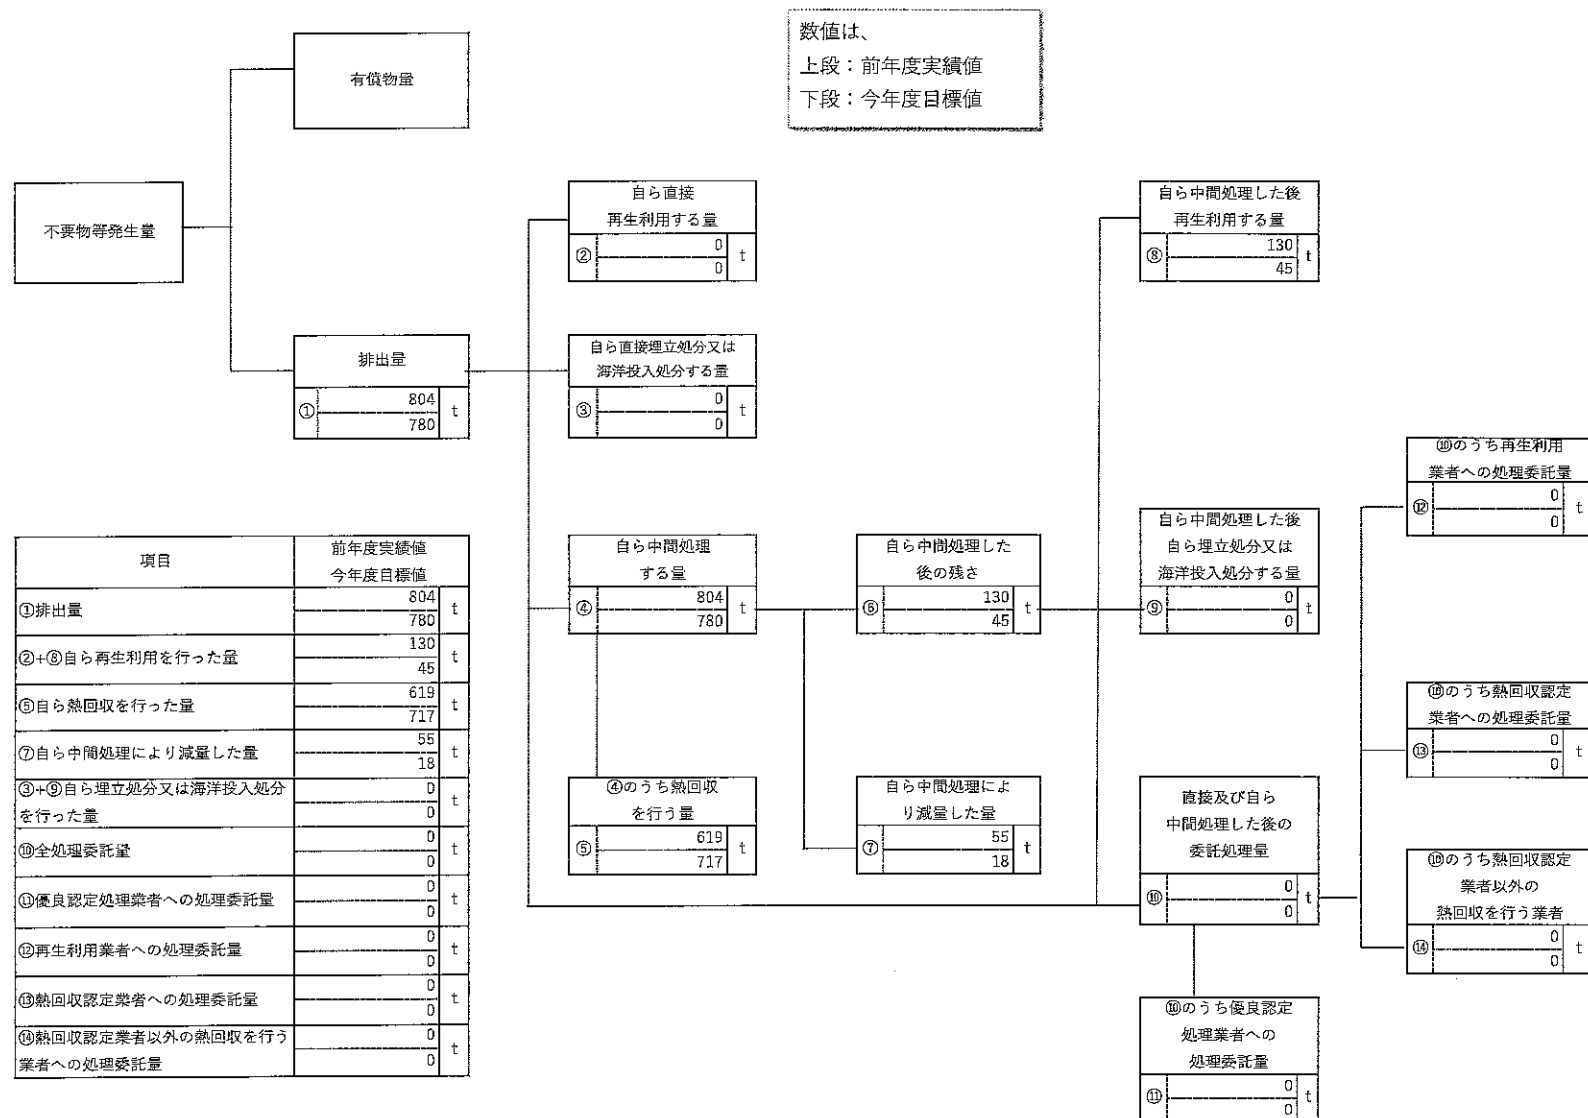 数値は、
上段：前年度実績値
下段：今年度目標値
有償物量
不要物等発生量
排出量
①
804
780
t
自ら直接
再生利用する量
②
0
0
t
自ら直接埋立処分又は
海洋投入処分する量
③
0
0
t
自ら中間処理
する量
④
804
780
t
④のうち熱回収
を行う量
⑤
619
717
t
自ら中間処理した
後の残さ
⑥
130
45
t
自ら中間処理によ
り減量した量
⑦
55
18
t
自ら中間処理した後
再生利用する量
⑧
130
45
t
自ら中間処理した後
自ら埋立処分又は
海洋投入処分する量
⑨
0
0
t
直接及び自ら
中間処理した後の
委託処理量
⑩
0
0
t
⑩のうち優良認定
処理業者への
処理委託量
⑪
0
0
⑩のうち再生利用
業者への処理委託量
⑫
0
0
t
⑩のうち熱回収認定
業者への処理委託量
⑬
0
0
t
⑩のうち熱回収認定
業者以外の
熱回収を行う業者
⑭
0
0
t
項目
前年度実績値
今年度目標値
①排出量
804
780
t
②+⑧自ら再生利用を行った量
130
45
t
⑤自ら熱回収を行った量
619
717
t
⑦自ら中間処理により減量した量
55
18
t
③+⑨自ら埋立処分又は海洋投入処分
を行った量
0
0
t
⑩全処理委託量
0
0
t
⑪優良認定処理業者への処理委託量
0
0
t
⑫再生利用業者への処理委託量
0
0
t
⑬熱回収認定業者への処理委託量
0
0
t
⑭熱回収認定業者以外の熱回収を行う
業者への処理委託量
0
0
t